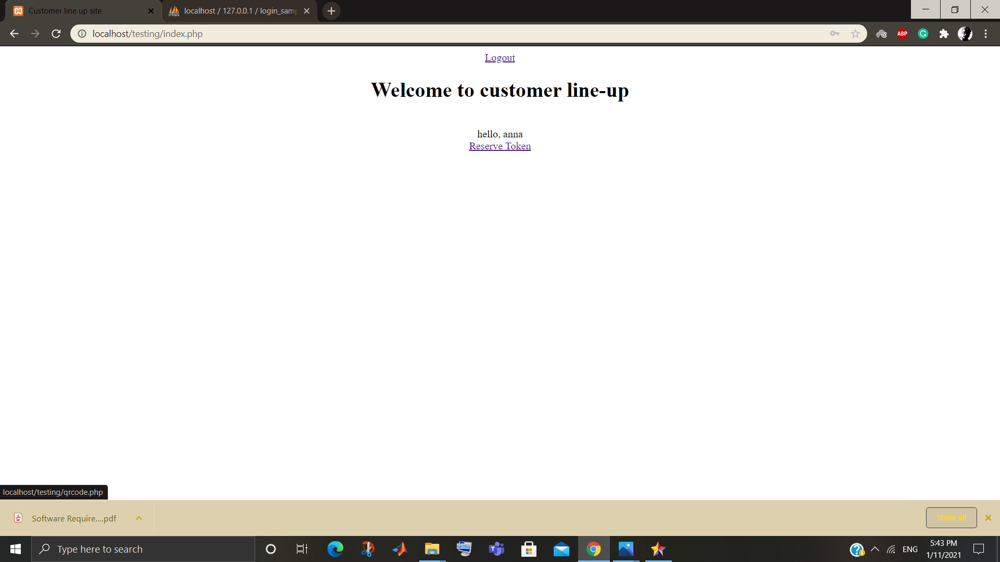 Customer line up site
localhost / 127.0.0.1 / login_samp
localhost/testing/index.php
ABP
Logout
Welcome to customer line-up
hello, anna
Reserve Token
localhost/testing/qrcode.php
Software Require....pdf
Show all
Type here to search
ENG
5:43 PM
1/11/2021